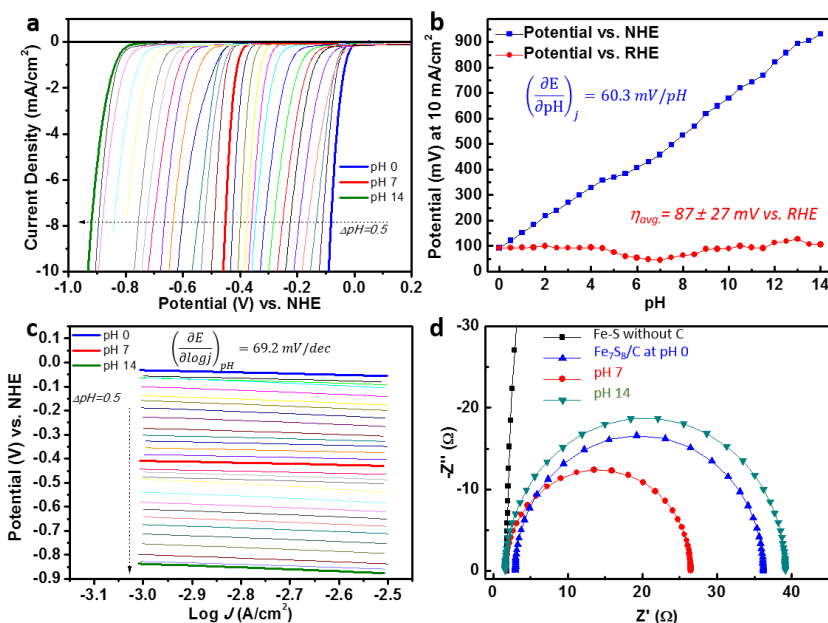 a
Current Density (mA/cm²)
0
-2
-4
-6
-8
-10
pH 0
pH 7
pH 14
ΔpH=0.5
-1.0 -0.8 -0.6 -0.4 -0.2 0.0 0.2
Potential (V) vs. NHE
b
Potential (mV) at 10 mA/cm²
900
800
700
600
500
400
300
200
100
0
Potential vs. NHE
Potential vs. RHE
(∂E/∂pH)j = 60.3 mV/pH
ηavg.= 87± 27 mV vs. RHE
0 2 4 6 8 10 12 14
pH
c
Potential (V) vs. NHE
0.1
0.0
-0.1
-0.2
-0.3
-0.4
-0.5
-0.6
-0.7
-0.8
-0.9
pH 0
pH 7
pH 14
(∂E/∂logj)pH = 69.2 mV/dec
ΔpH=0.5
-3.1 -3.0 -2.9 -2.8 -2.7 -2.6 -2.5
Log J (A/cm²)
d
-Z'' (Ω)
-30
-20
-10
0
Fe-S without C
Fe₇S₈/C at pH 0
pH 7
pH 14
0 10 20 30 40
Z' (Ω)